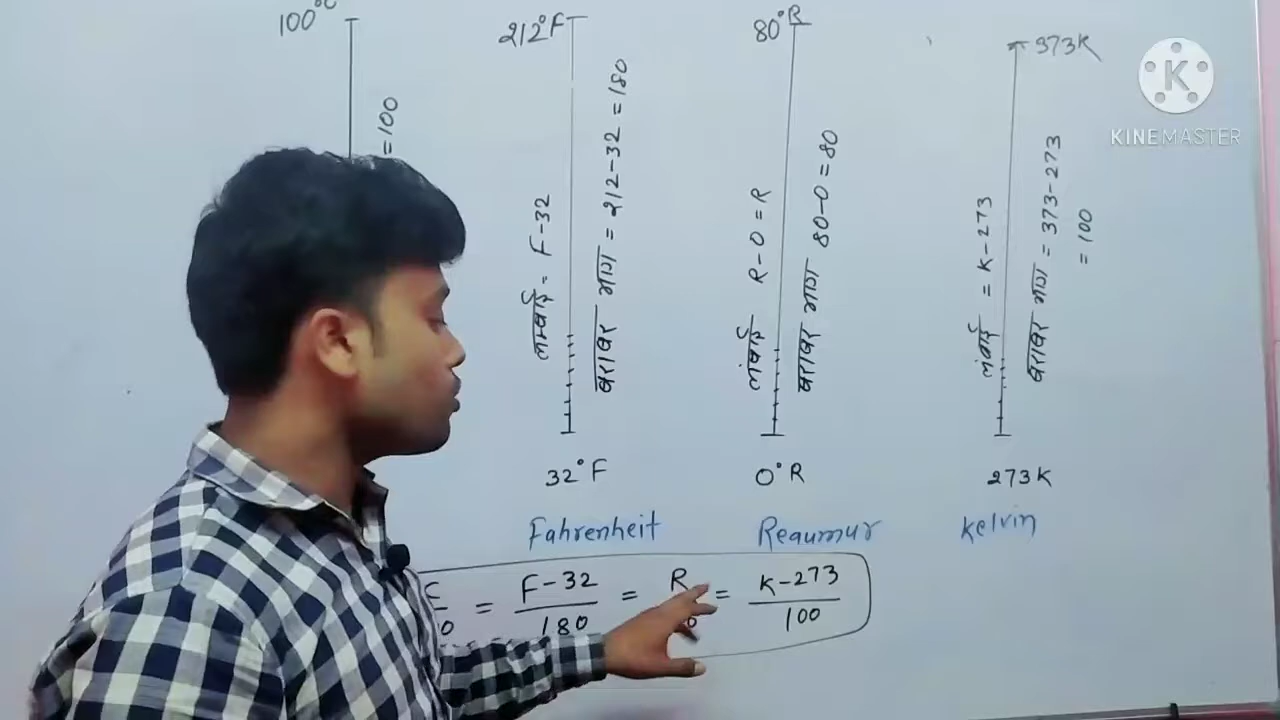 100°C
= 100
212°F
लम्बाई = F-32
बराबर भाग = 212-32 = 180
32°F
Fahrenheit
80°R
लंबाई R-0=R
बराबर भाग 80-0=80
0°R
Reaumur
373K
लंबाई = K-273
बराबर भाग = 373-273
= 100
273K
Kelvin
= F-32/180 = R = K-273/100
KINEMASTER